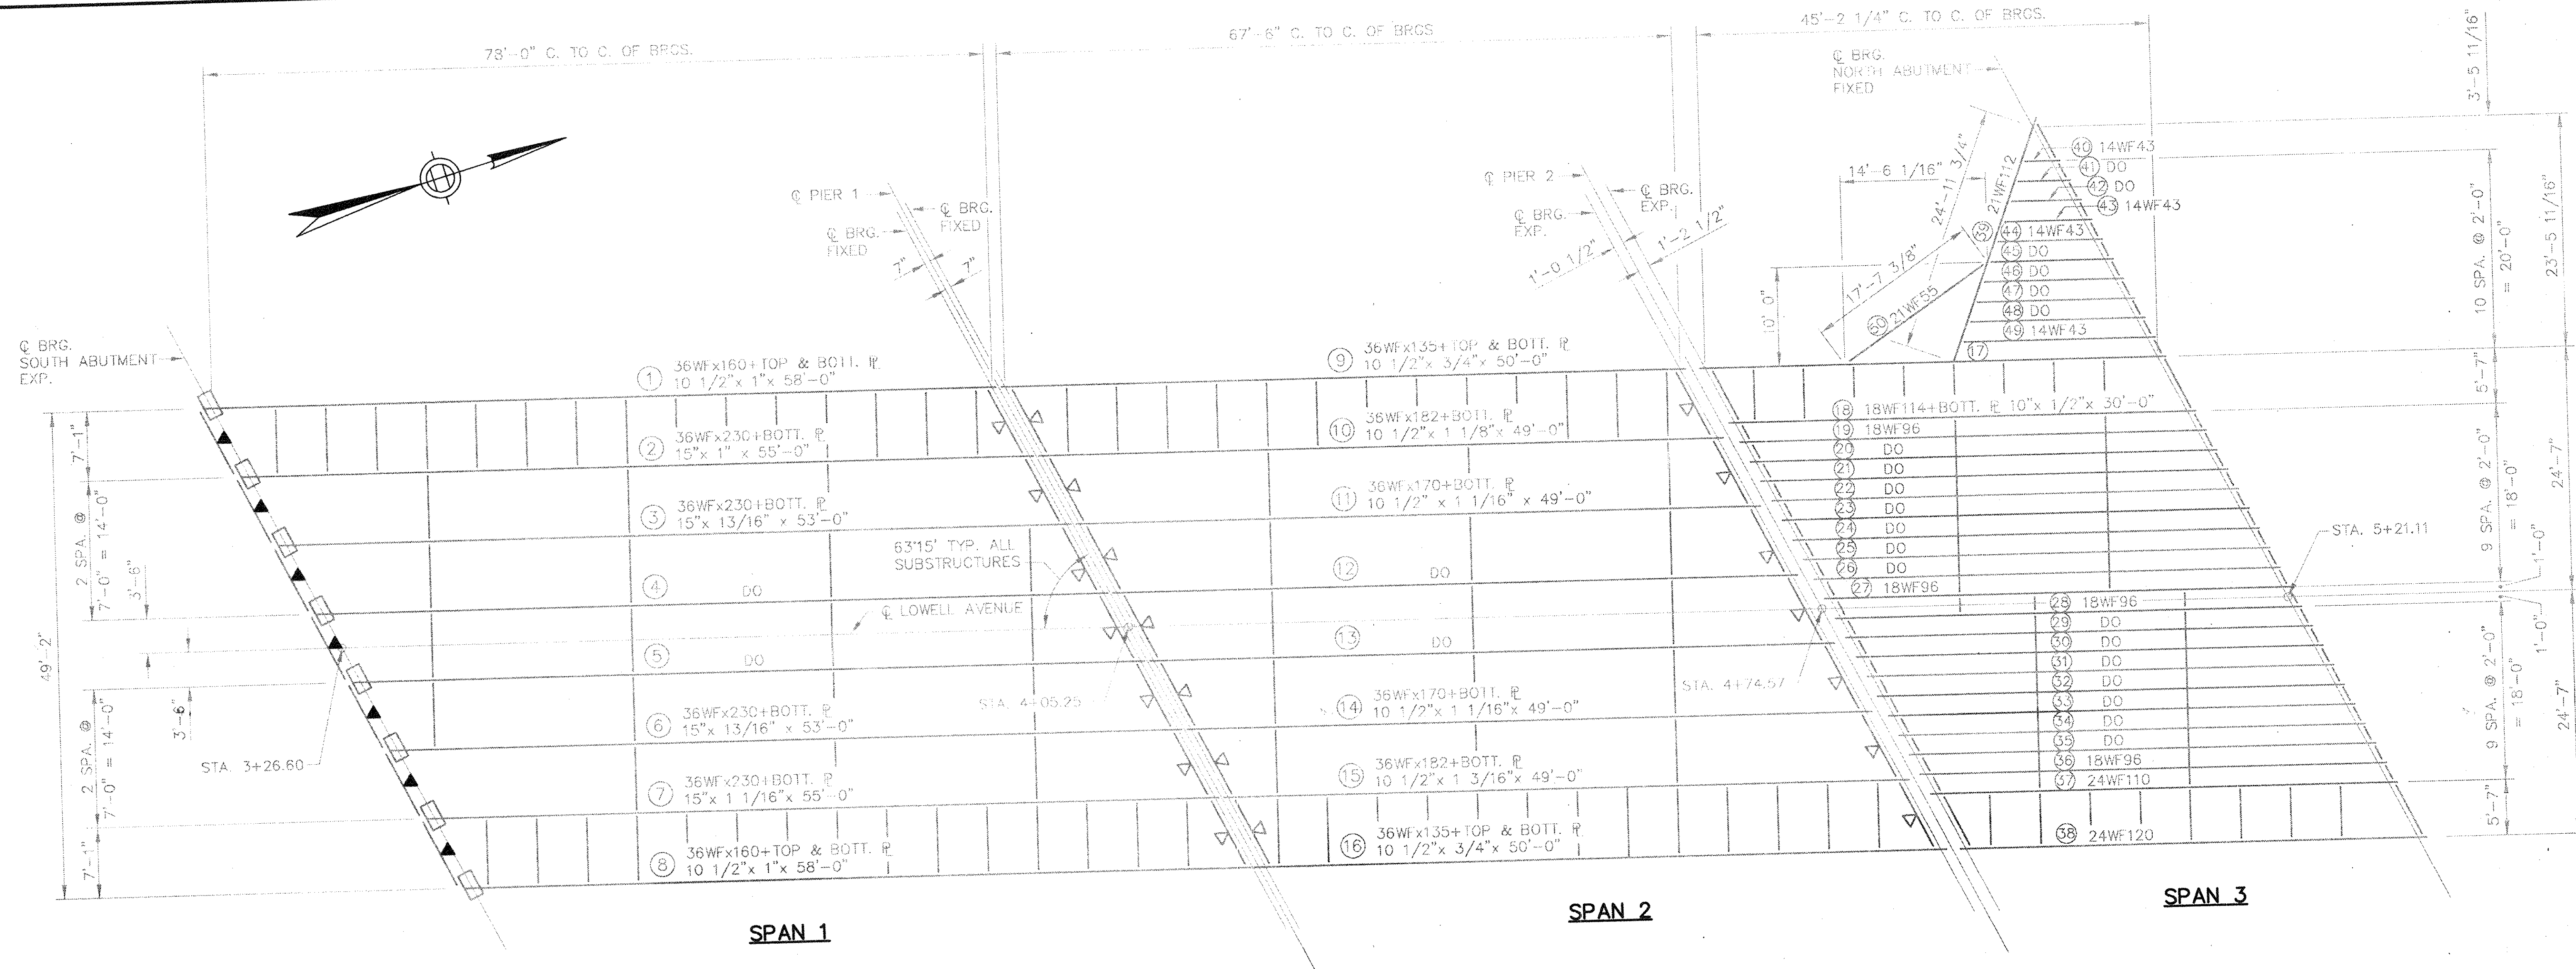 78'-0" C. TO C. OF BRGS.
67'-6" C. TO C. OF BRGS
45'-2 1/4" C. TO C. OF BRGS.
3'-5 11/16"
℄ BRG.
NORTH ABUTMENT
FIXED
℄ PIER 1
℄ BRG.
FIXED
℄ BRG.
FIXED
7"
7"
℄ PIER 2
℄ BRG.
EXP.
℄ BRG.
EXP.
1'-0 1/2"
1'-2 1/2"
14'-6 1/16"
24'-11 3/4"
17'-7 3/8"
10'-0"
39 21WF112
50 21WF55
40 14WF43
41 DO
42 DO
43 14WF43
44 14WF43
45 DO
46 DO
47 DO
48 DO
49 14WF43
17
10 SPA. @ 2'-0"
= 20'-0"
23'-5 11/16"
℄ BRG.
SOUTH ABUTMENT
EXP.
1 36WFx160+TOP & BOTT. ℙ
10 1/2"x 1"x 58'-0"
2 36WFx230+BOTT. ℙ
15"x 1" x 55'-0"
3 36WFx230+BOTT. ℙ
15"x 13/16" x 53'-0"
4 DO
5 DO
6 36WFx230+BOTT. ℙ
15"x 13/16" x 53'-0"
7 36WFx230+BOTT. ℙ
15"x 1 1/16"x 55'-0"
8 36WFx160+TOP & BOTT. ℙ
10 1/2"x 1"x 58'-0"
9 36WFx135+TOP & BOTT. ℙ
10 1/2"x 3/4"x 50'-0"
10 36WFx182+BOTT. ℙ
10 1/2"x 1 1/8"x 49'-0"
11 36WFx170+BOTT. ℙ
10 1/2"x 1 1/16" x 49'-0"
12 DO
13 DO
14 36WFx170+BOTT. ℙ
10 1/2"x 1 1/16"x 49'-0"
15 36WFx182+BOTT. ℙ
10 1/2"x 1 3/16"x 49'-0"
16 36WFx135+TOP & BOTT. ℙ
10 1/2"x 3/4"x 50'-0"
18 18WF114+BOTT. ℙ 10"x 1/2"x 30'-0"
19 18WF96
20 DO
21 DO
22 DO
23 DO
24 DO
25 DO
26 DO
27 18WF96
28 18WF96
29 DO
30 DO
31 DO
32 DO
33 DO
34 DO
35 DO
36 18WF96
37 24WF110
38 24WF120
63°15' TYP. ALL
SUBSTRUCTURES
℄ LOWELL AVENUE
STA. 3+26.60
STA. 4+05.25
STA. 4+74.57
STA. 5+21.11
49'-2"
7'-1"
2 SPA. @
7'-0" = 14'-0"
3'-6"
3'-6"
2 SPA. @
7'-0" = 14'-0"
7'-1"
5'-7"
9 SPA. @ 2'-0"
= 18'-0"
24'-7"
1'-0"
1'-0"
9 SPA. @ 2'-0"
= 18'-0"
24'-7"
5'-7"
SPAN 1
SPAN 2
SPAN 3